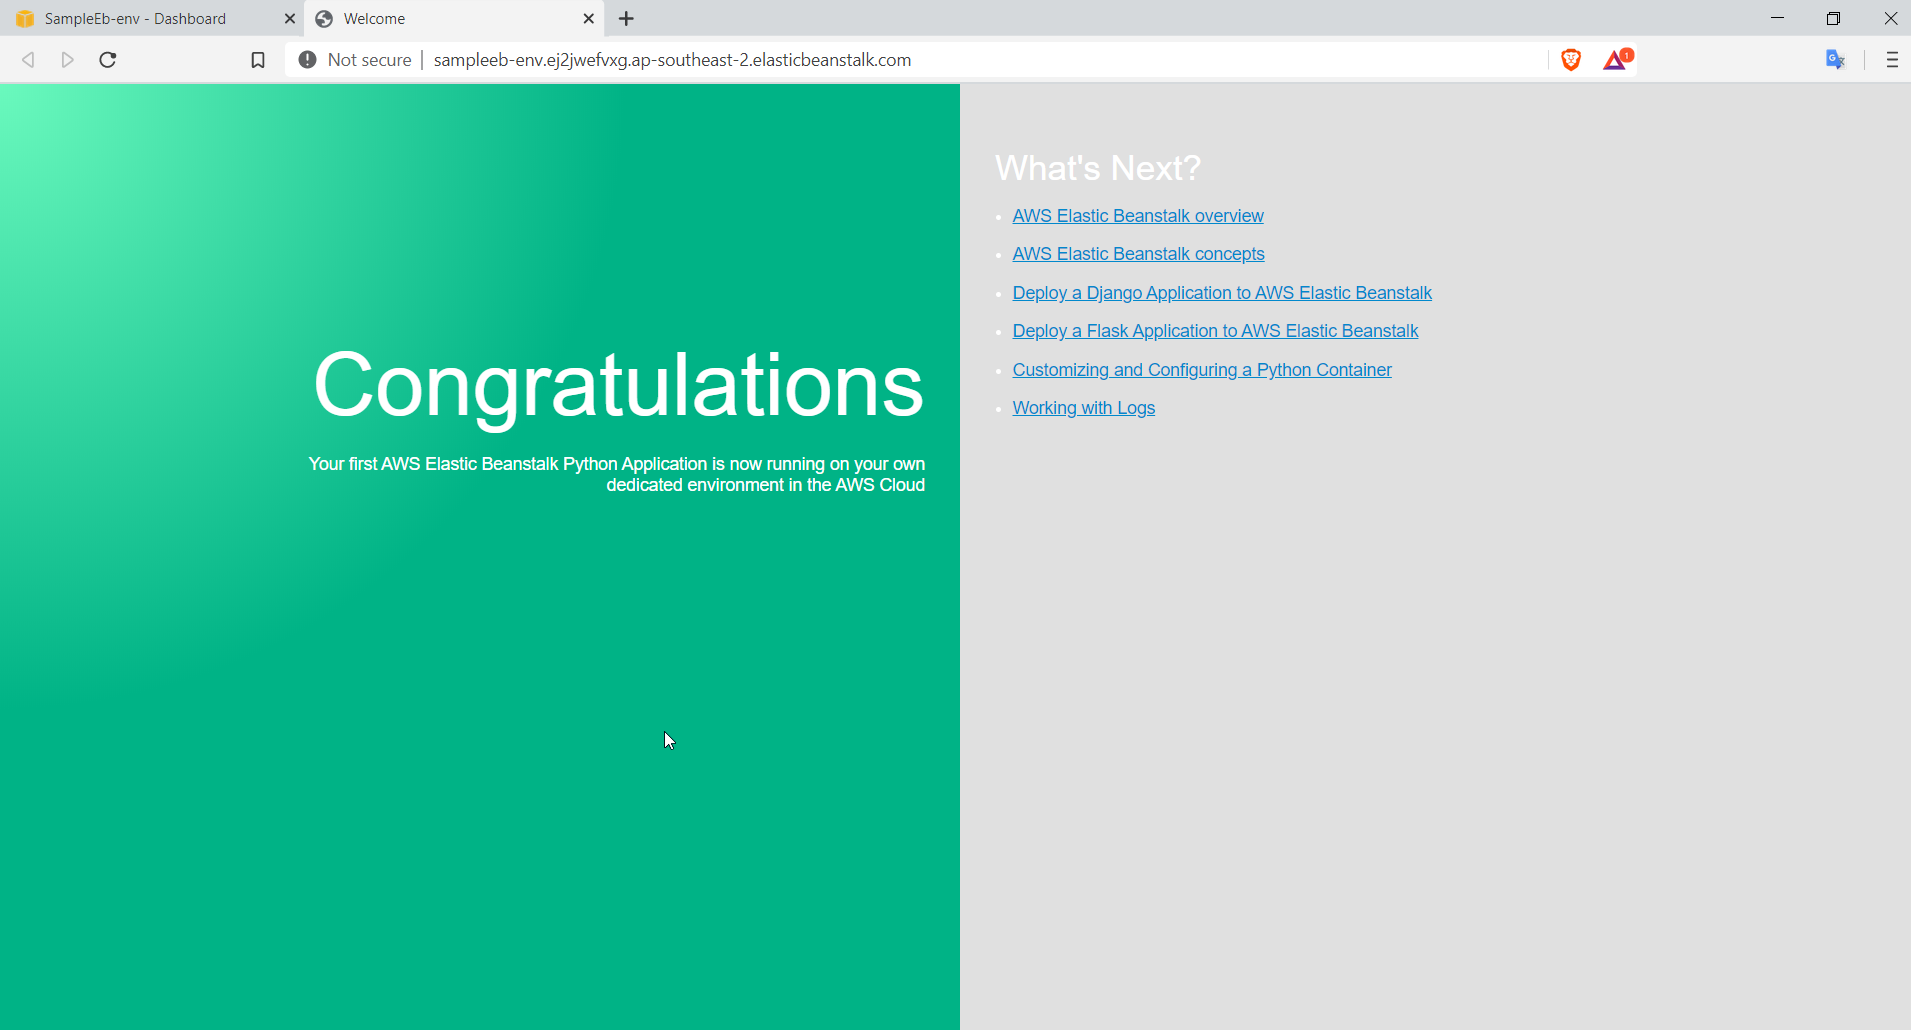 SampleEb-env - Dashboard
Welcome
Not secure
sampleeb-env.ej2jwefvxg.ap-southeast-2.elasticbeanstalk.com
1
Congratulations
Your first AWS Elastic Beanstalk Python Application is now running on your own
dedicated environment in the AWS Cloud
What's Next?
AWS Elastic Beanstalk overview
AWS Elastic Beanstalk concepts
Deploy a Django Application to AWS Elastic Beanstalk
Deploy a Flask Application to AWS Elastic Beanstalk
Customizing and Configuring a Python Container
Working with Logs